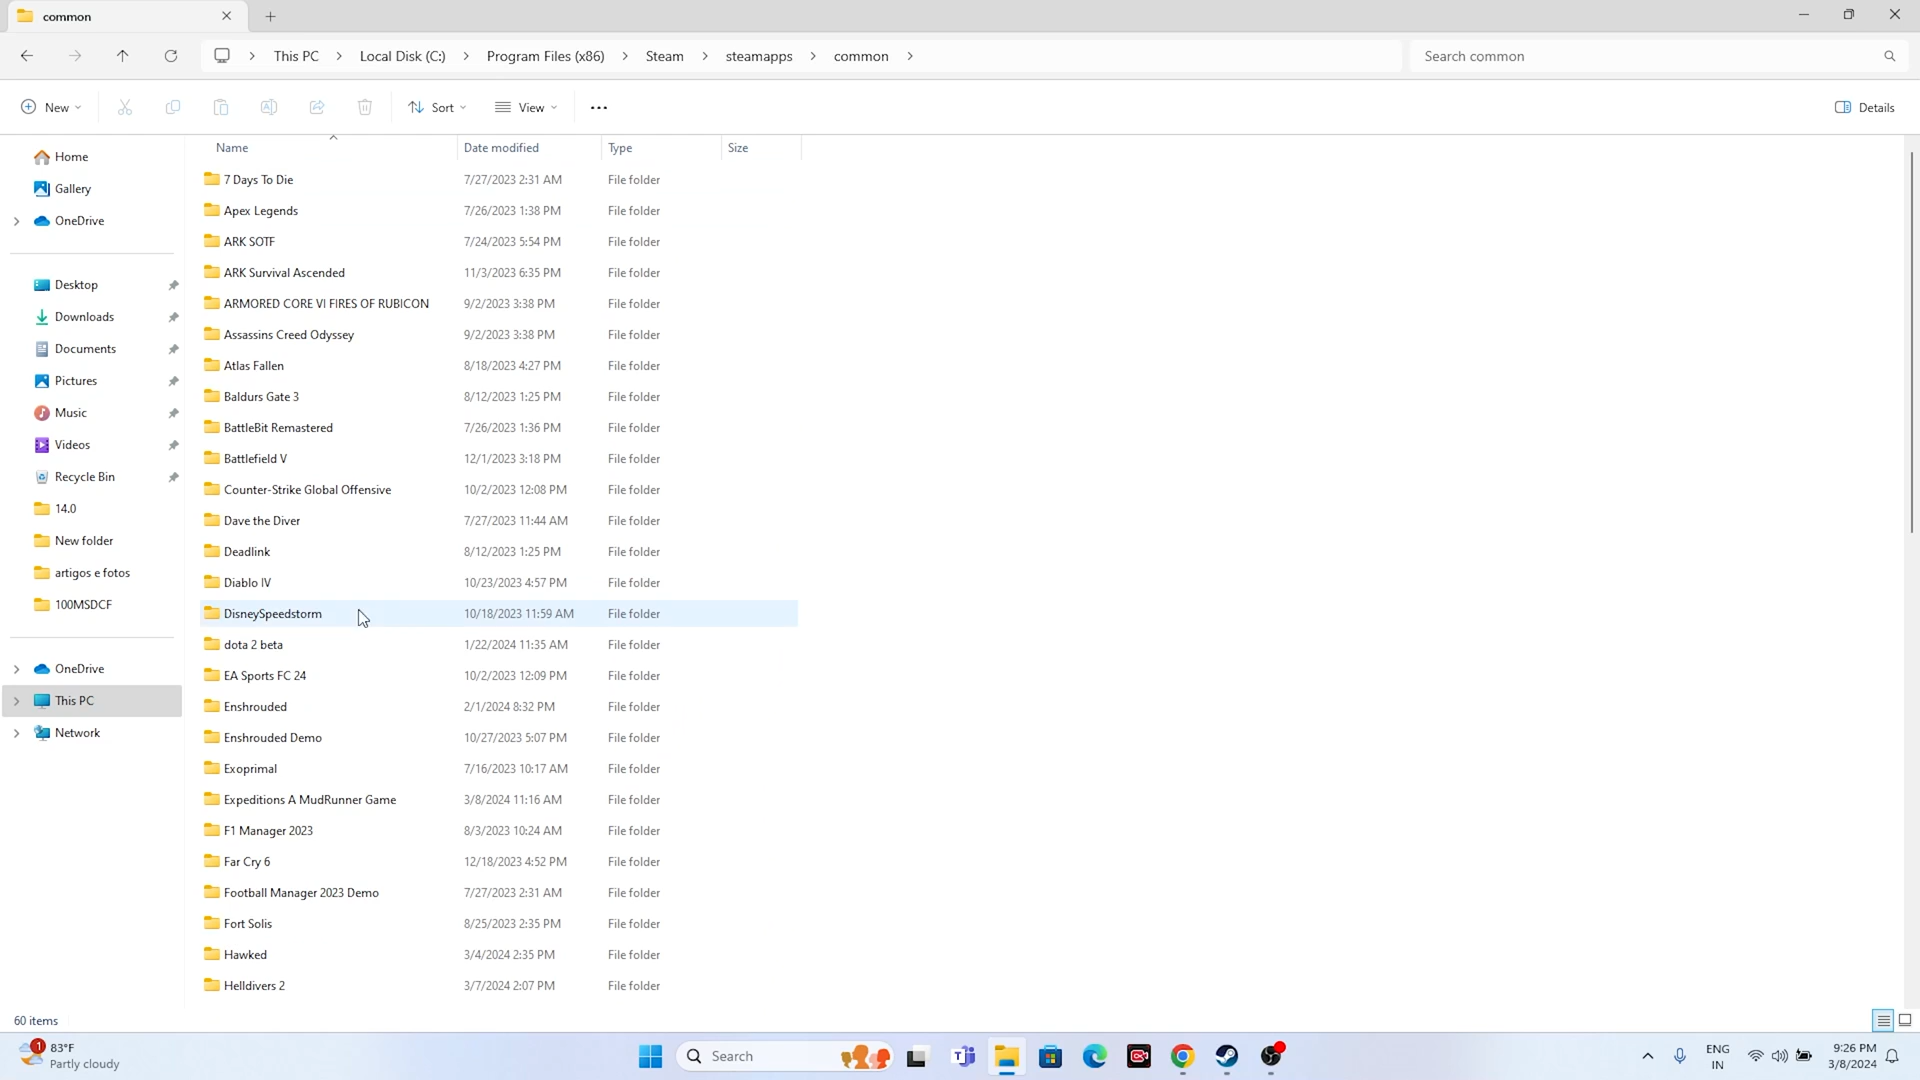 common
This PC
Local Disk (C:)
Program Files (x86)
Steam
steamapps
common
Search common
New
Sort
View
Details
Name
Date modified
Type
Size
Home
Gallery
OneDrive
Desktop
Downloads
Documents
Pictures
Music
Videos
Recycle Bin
14.0
New folder
artigos e fotos
100MSDCF
OneDrive
This PC
Network
7 Days To Die 7/27/2023 2:31 AM File folder
Apex Legends 7/26/2023 1:38 PM File folder
ARK SOTF 7/24/2023 5:54 PM File folder
ARK Survival Ascended 11/3/2023 6:35 PM File folder
ARMORED CORE VI FIRES OF RUBICON 9/2/2023 3:38 PM File folder
Assassins Creed Odyssey 9/2/2023 3:38 PM File folder
Atlas Fallen 8/18/2023 4:27 PM File folder
Baldurs Gate 3 8/12/2023 1:25 PM File folder
BattleBit Remastered 7/26/2023 1:36 PM File folder
Battlefield V 12/1/2023 3:18 PM File folder
Counter-Strike Global Offensive 10/2/2023 12:08 PM File folder
Dave the Diver 7/27/2023 11:44 AM File folder
Deadlink 8/12/2023 1:25 PM File folder
Diablo IV 10/23/2023 4:57 PM File folder
DisneySpeedstorm 10/18/2023 11:59 AM File folder
dota 2 beta 1/22/2024 11:35 AM File folder
EA Sports FC 24 10/2/2023 12:09 PM File folder
Enshrouded 2/1/2024 8:32 PM File folder
Enshrouded Demo 10/27/2023 5:07 PM File folder
Exoprimal 7/16/2023 10:17 AM File folder
Expeditions A MudRunner Game 3/8/2024 11:16 AM File folder
F1 Manager 2023 8/3/2023 10:24 AM File folder
Far Cry 6 12/18/2023 4:52 PM File folder
Football Manager 2023 Demo 7/27/2023 2:31 AM File folder
Fort Solis 8/25/2023 2:35 PM File folder
Hawked 3/4/2024 2:35 PM File folder
Helldivers 2 3/7/2024 2:07 PM File folder
60 items
1
83°F
Partly cloudy
Search
ENG
IN
9:26 PM
3/8/2024